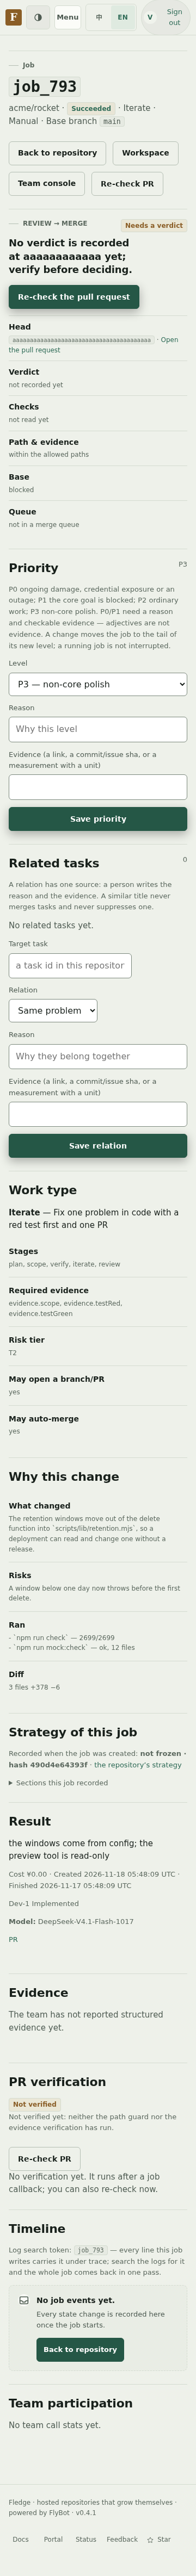 F Menu 中 EN V Sign out
Job
job_793
acme/rocket · Succeeded · Iterate ·
Manual · Base branch main
Back to repository Workspace
Team console Re-check PR
REVIEW → MERGE Needs a verdict
No verdict is recorded
at aaaaaaaaaaaa yet;
verify before deciding.
Re-check the pull request
Head
aaaaaaaaaaaaaaaaaaaaaaaaaaaaaaaaaaaaaaaa · Open
the pull request
Verdict
not recorded yet
Checks
not read yet
Path & evidence
within the allowed paths
Base
blocked
Queue
not in a merge queue
Priority P3
P0 ongoing damage, credential exposure or an
outage; P1 the core goal is blocked; P2 ordinary
work; P3 non-core polish. P0/P1 need a reason
and checkable evidence — adjectives are not
evidence. A change moves the job to the tail of
its new level; a running job is not interrupted.
Level
P3 — non-core polish
Reason
Why this level
Evidence (a link, a commit/issue sha, or a
measurement with a unit)
Save priority
Related tasks 0
A relation has one source: a person writes the
reason and the evidence. A similar title never
merges tasks and never suppresses one.
No related tasks yet.
Target task
a task id in this repositor
Relation
Same problem
Reason
Why they belong together
Evidence (a link, a commit/issue sha, or a
measurement with a unit)
Save relation
Work type
Iterate — Fix one problem in code with a
red test first and one PR
Stages
plan, scope, verify, iterate, review
Required evidence
evidence.scope, evidence.testRed,
evidence.testGreen
Risk tier
T2
May open a branch/PR
yes
May auto-merge
yes
Why this change
What changed
The retention windows move out of the delete
function into `scripts/lib/retention.mjs`, so a
deployment can read and change one without a
release.
Risks
A window below one day now throws before the first
delete.
Ran
- `npm run check` — 2699/2699
- `npm run mock:check` — ok, 12 files
Diff
3 files +378 −6
Strategy of this job
Recorded when the job was created: not frozen ·
hash 490d4e64393f · the repository's strategy
▶ Sections this job recorded
Result
the windows come from config; the
preview tool is read-only
Cost ¥0.00 · Created 2026-11-18 05:48:09 UTC ·
Finished 2026-11-17 05:48:09 UTC
Dev-1 Implemented
Model: DeepSeek-V4.1-Flash-1017
PR
Evidence
The team has not reported structured
evidence yet.
PR verification
Not verified
Not verified yet: neither the path guard nor the
evidence verification has run.
Re-check PR
No verification yet. It runs after a job
callback; you can also re-check now.
Timeline
Log search token: job_793 — every line this job
writes carries it under trace; search the logs for it
and the whole job comes back in one pass.
No job events yet.
Every state change is recorded here
once the job starts.
Back to repository
Team participation
No team call stats yet.
Fledge · hosted repositories that grow themselves ·
powered by FlyBot · v0.4.1
Docs Portal Status Feedback ☆ Star